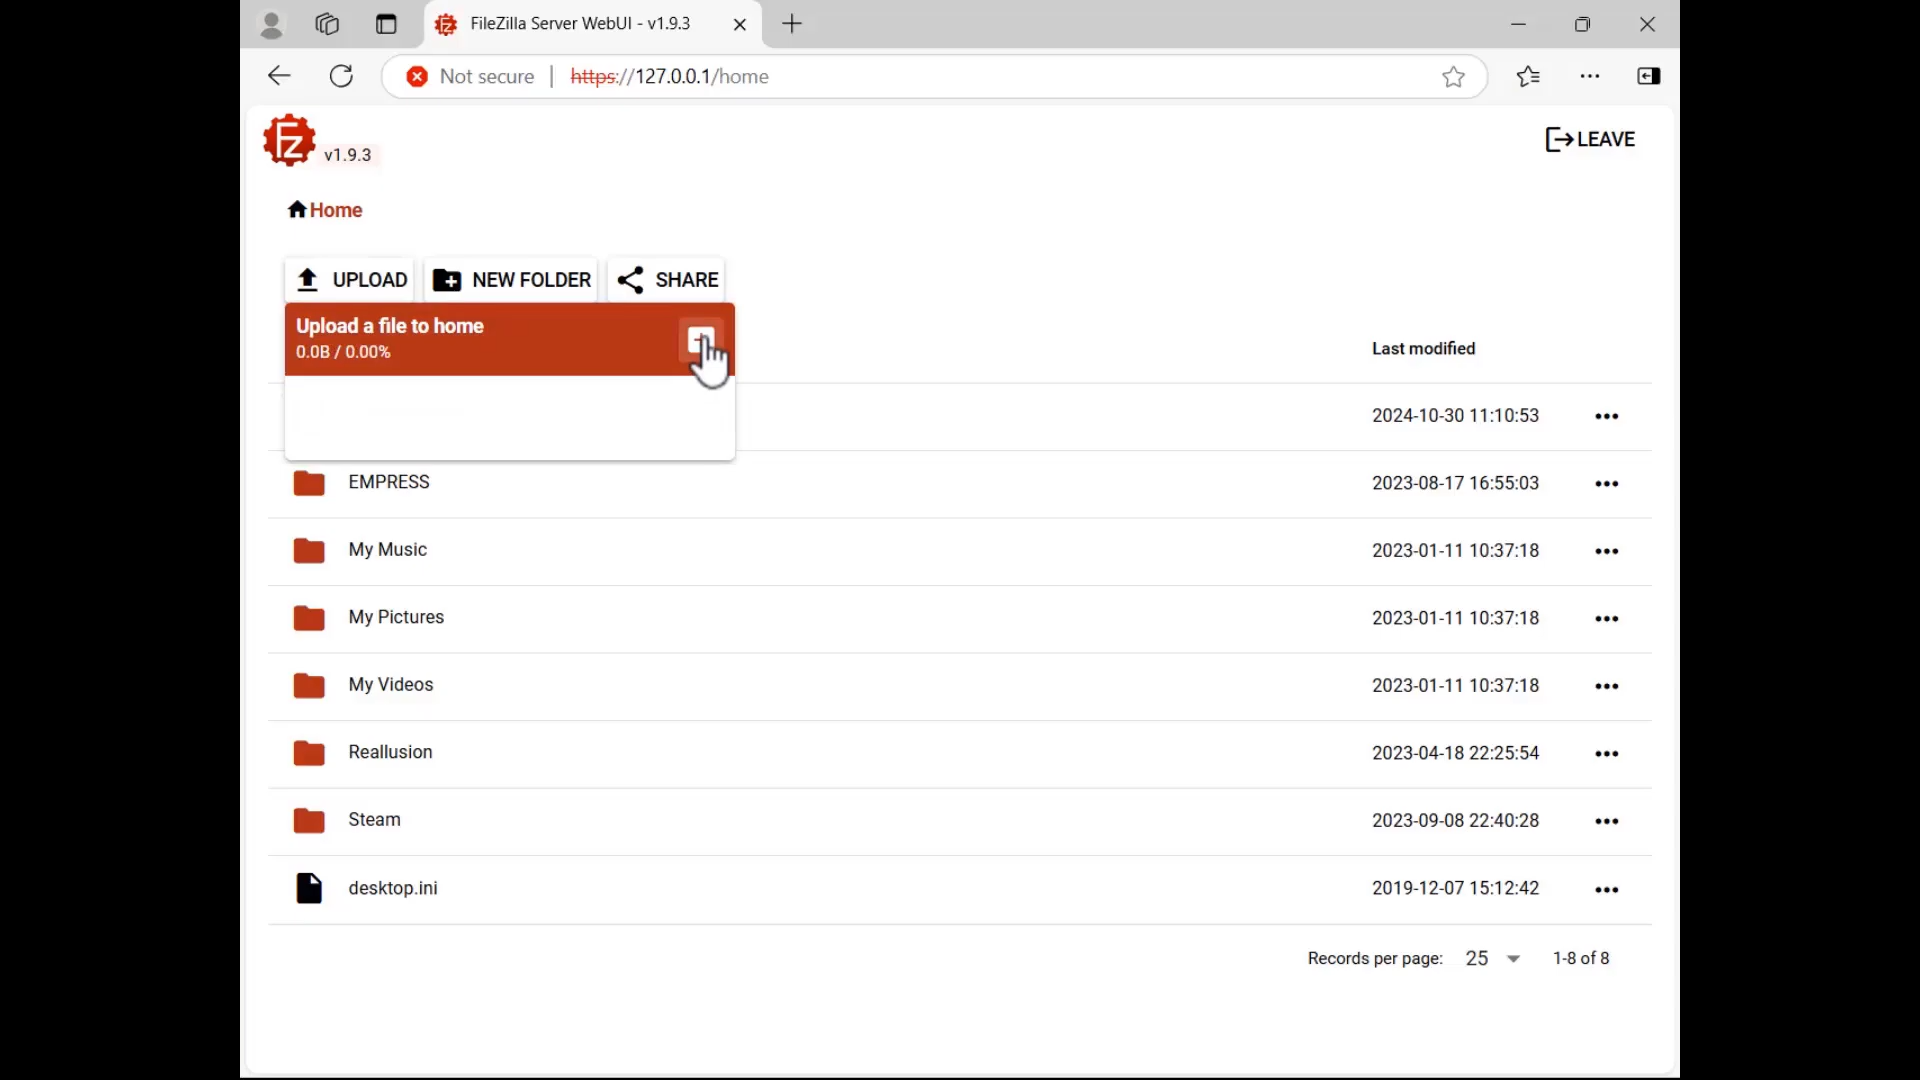 FileZilla Server WebUI - v1.9.3
Not secure | https://127.0.0.1/home
Fz v1.9.3
LEAVE
Home
UPLOAD NEW FOLDER SHARE
Upload a file to home
0.0B / 0.00%
Last modified
2024-10-30 11:10:53
EMPRESS 2023-08-17 16:55:03
My Music 2023-01-11 10:37:18
My Pictures 2023-01-11 10:37:18
My Videos 2023-01-11 10:37:18
Reallusion 2023-04-18 22:25:54
Steam 2023-09-08 22:40:28
desktop.ini 2019-12-07 15:12:42
Records per page: 25 1-8 of 8